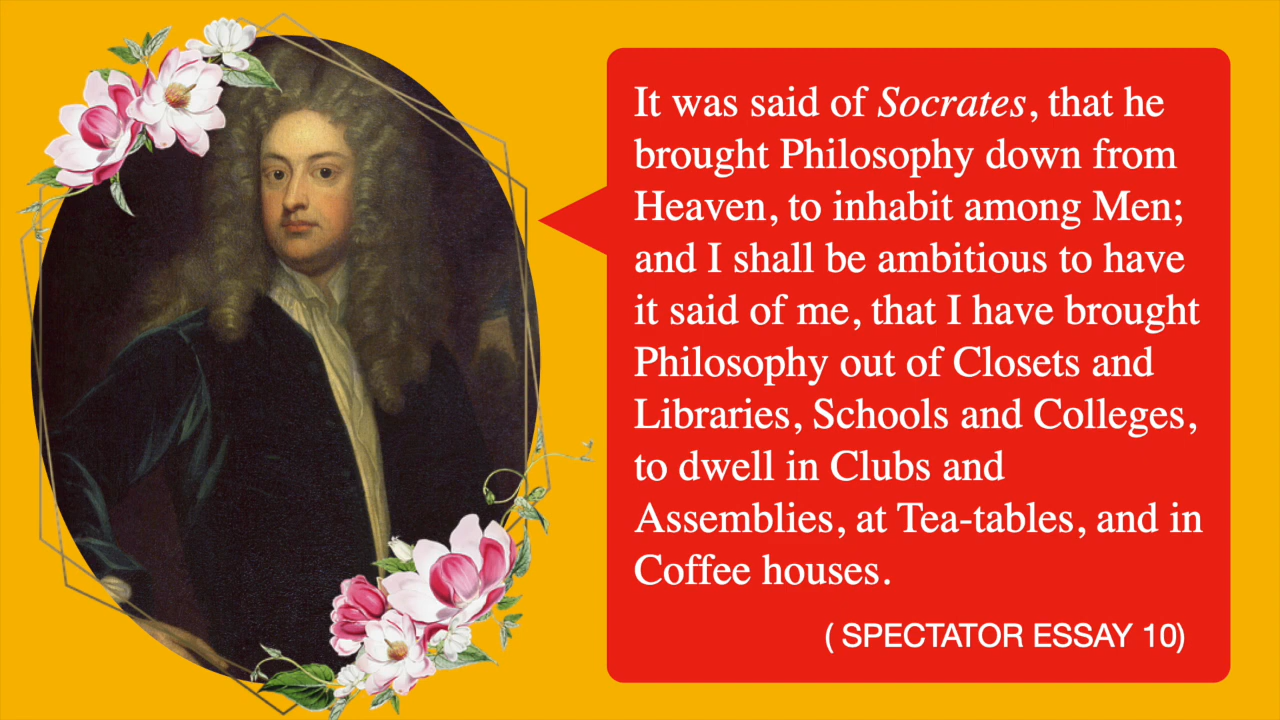 It was said of Socrates, that he
brought Philosophy down from
Heaven, to inhabit among Men;
and I shall be ambitious to have
it said of me, that I have brought
Philosophy out of Closets and
Libraries, Schools and Colleges,
to dwell in Clubs and
Assemblies, at Tea-tables, and in
Coffee houses.
( SPECTATOR ESSAY 10)